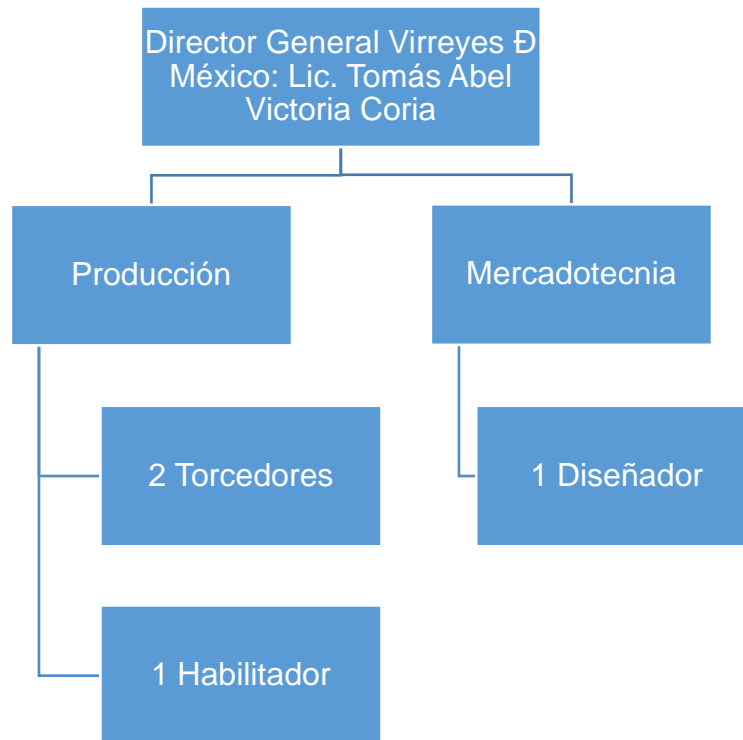 Director General Virreyes Đ
México: Lic. Tomás Abel
Victoria Coria
Producción
Mercadotecnia
2 Torcedores
1 Diseñador
1 Habilitador